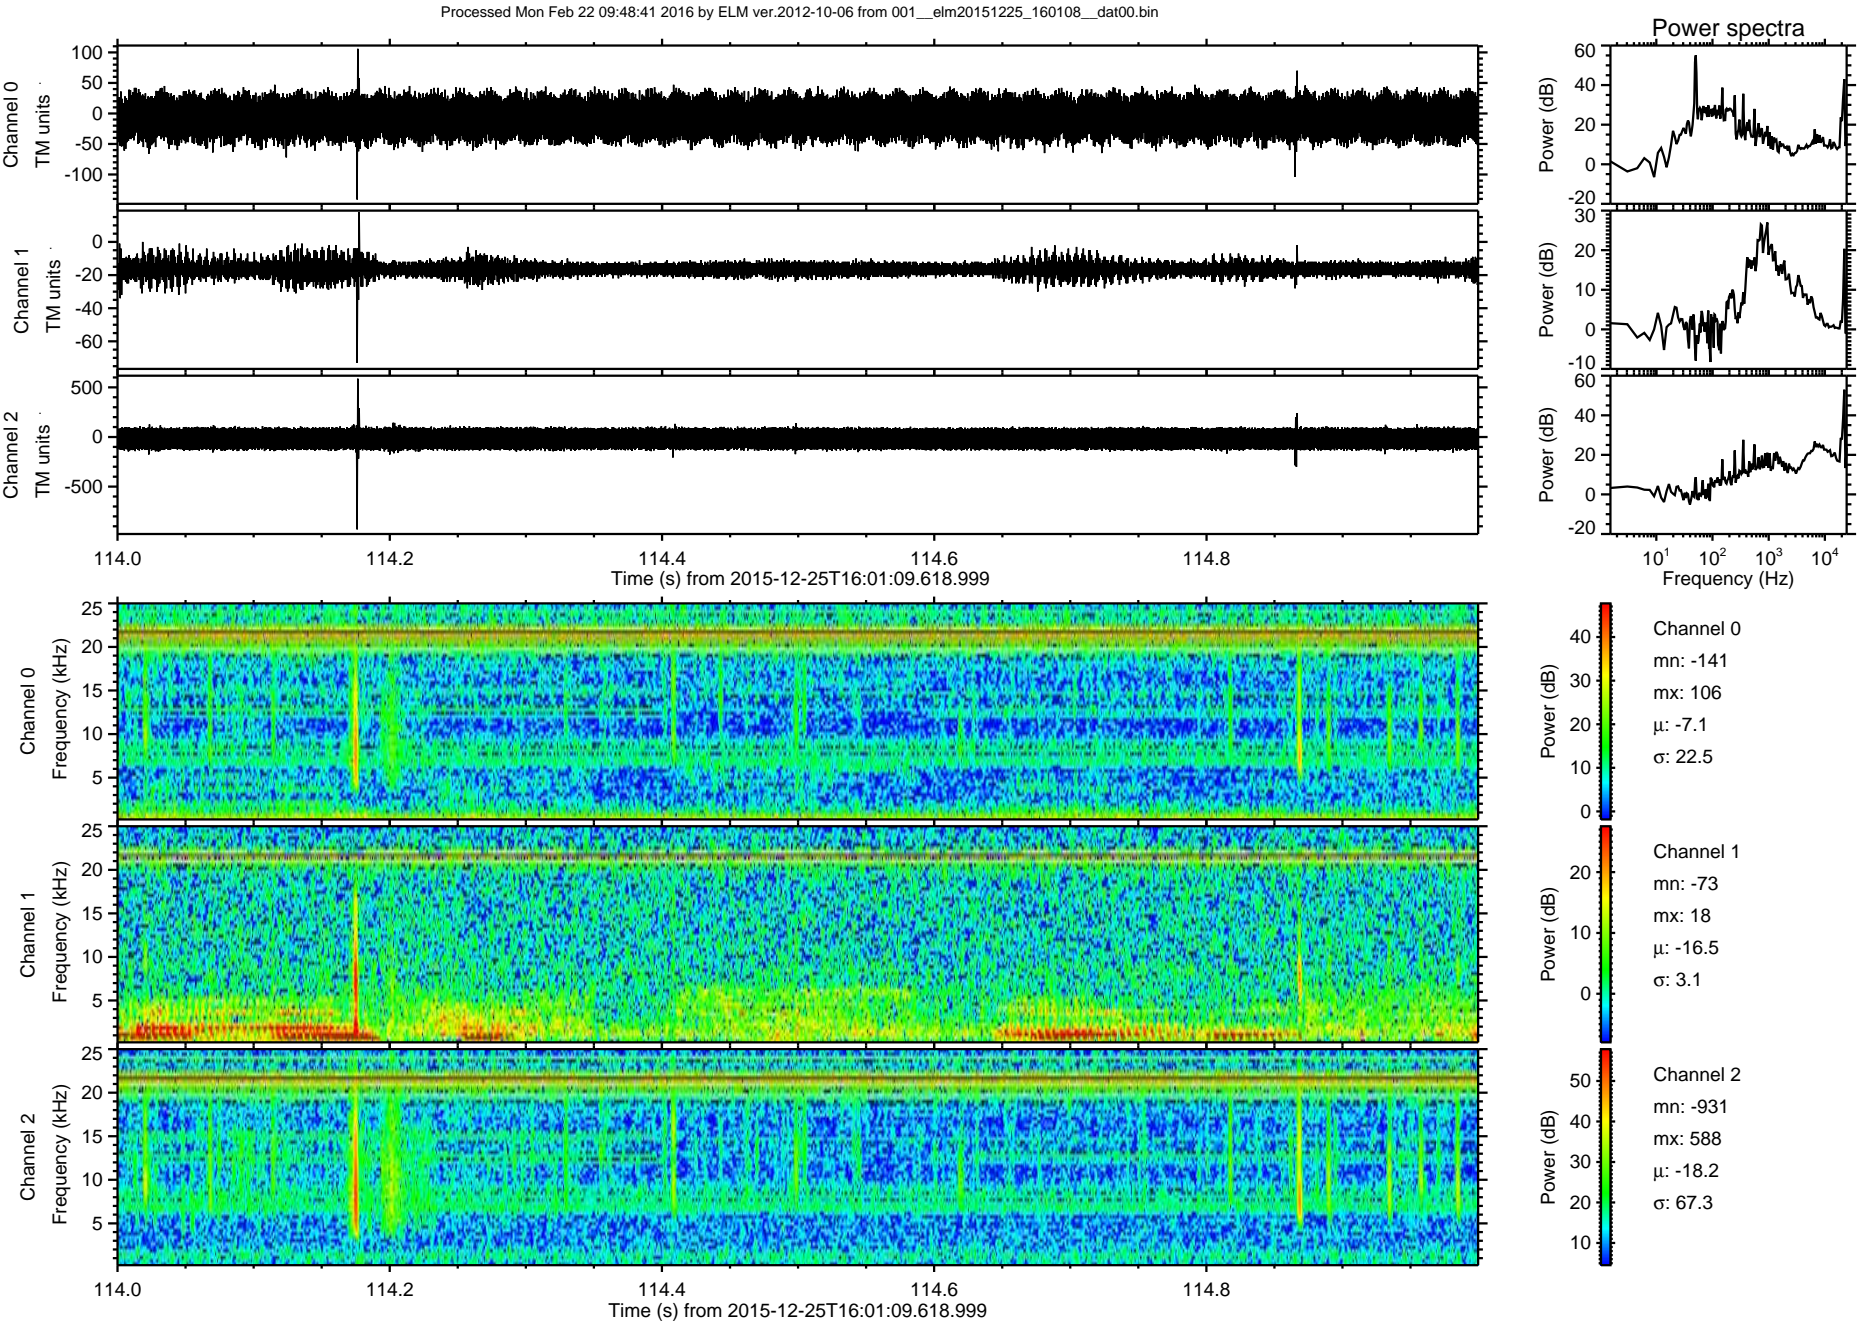 Processed Mon Feb 22 09:48:41 2016 by ELM ver.2012-10-06 from 001__elm20151225_160108__dat00.bin
Power spectra
Channel 0
TM units
100
50
0
-50
-100
Power (dB)
60
40
20
0
-20
Channel 1
TM units
0
-20
-40
-60
Power (dB)
30
20
10
0
-10
Channel 2
TM units
500
0
-500
Power (dB)
60
40
20
0
-20
114.0 114.2 114.4 114.6 114.8
Time (s) from 2015-12-25T16:01:09.618.999
10^1 10^2 10^3 10^4
Frequency (Hz)
Channel 0
Frequency (kHz)
25
20
15
10
5
Power (dB)
40
30
20
10
0
Channel 0
mn: -141
mx: 106
μ: -7.1
σ: 22.5
Channel 1
Frequency (kHz)
25
20
15
10
5
Power (dB)
20
10
0
Channel 1
mn: -73
mx: 18
μ: -16.5
σ: 3.1
Channel 2
Frequency (kHz)
25
20
15
10
5
Power (dB)
50
40
30
20
10
Channel 2
mn: -931
mx: 588
μ: -18.2
σ: 67.3
114.0 114.2 114.4 114.6 114.8
Time (s) from 2015-12-25T16:01:09.618.999